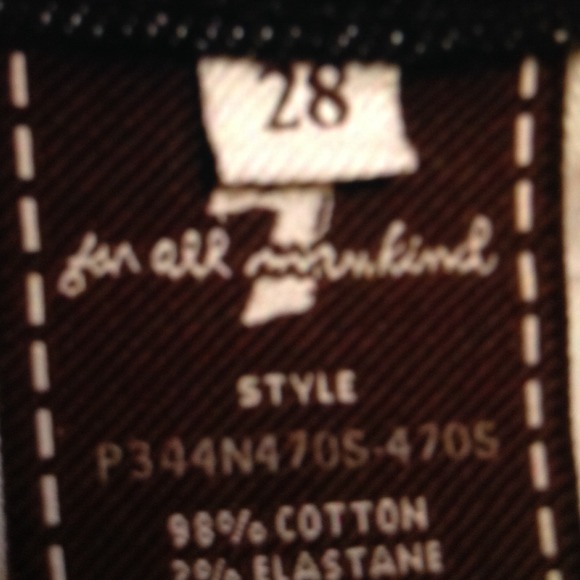 28
7
for all mankind
STYLE
P344N470S-470S
98% COTTON
2% ELASTANE